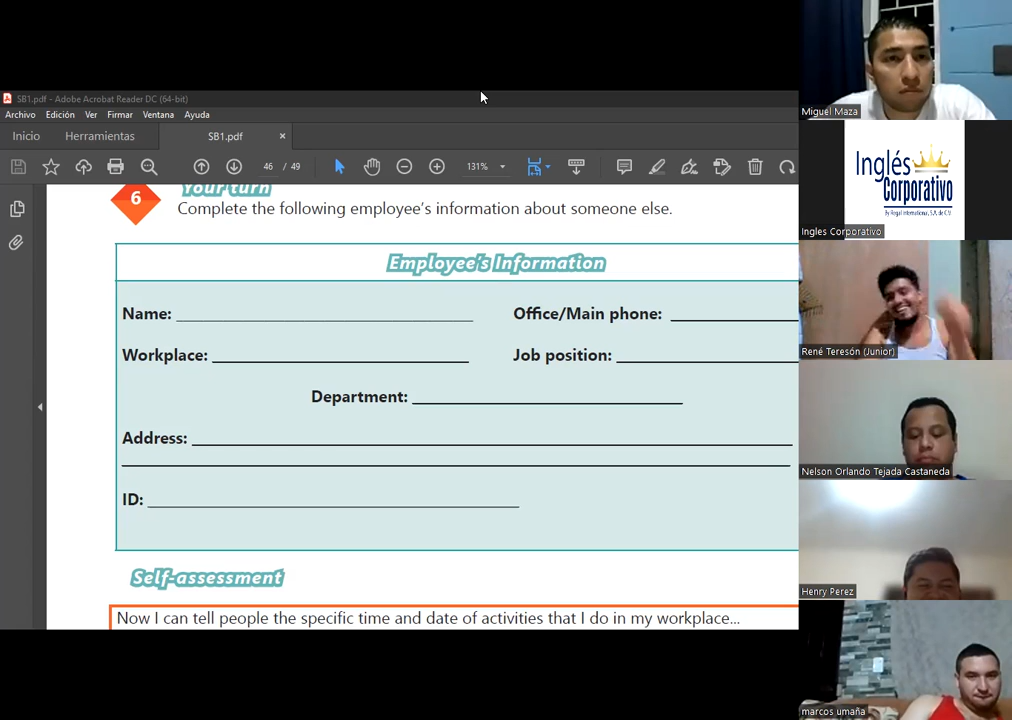 SB1.pdf - Adobe Acrobat Reader DC (64-bit)
Archivo Edición Ver Firmar Ventana Ayuda
Inicio Herramientas SB1.pdf ×
46 / 49 131%
6 Your turn
Complete the following employee's information about someone else.
Employee's Information
Name: Office/Main phone:
Workplace: Job position:
Department:
Address:
ID:
Self-assessment
Now I can tell people the specific time and date of activities that I do in my workplace...
Miguel Maza
Inglés
Corporativo
By Regal International, S.A. de C.V.
Ingles Corporativo
René Teresón (Junior)
Nelson Orlando Tejada Castaneda
Henry Perez
marcos umaña